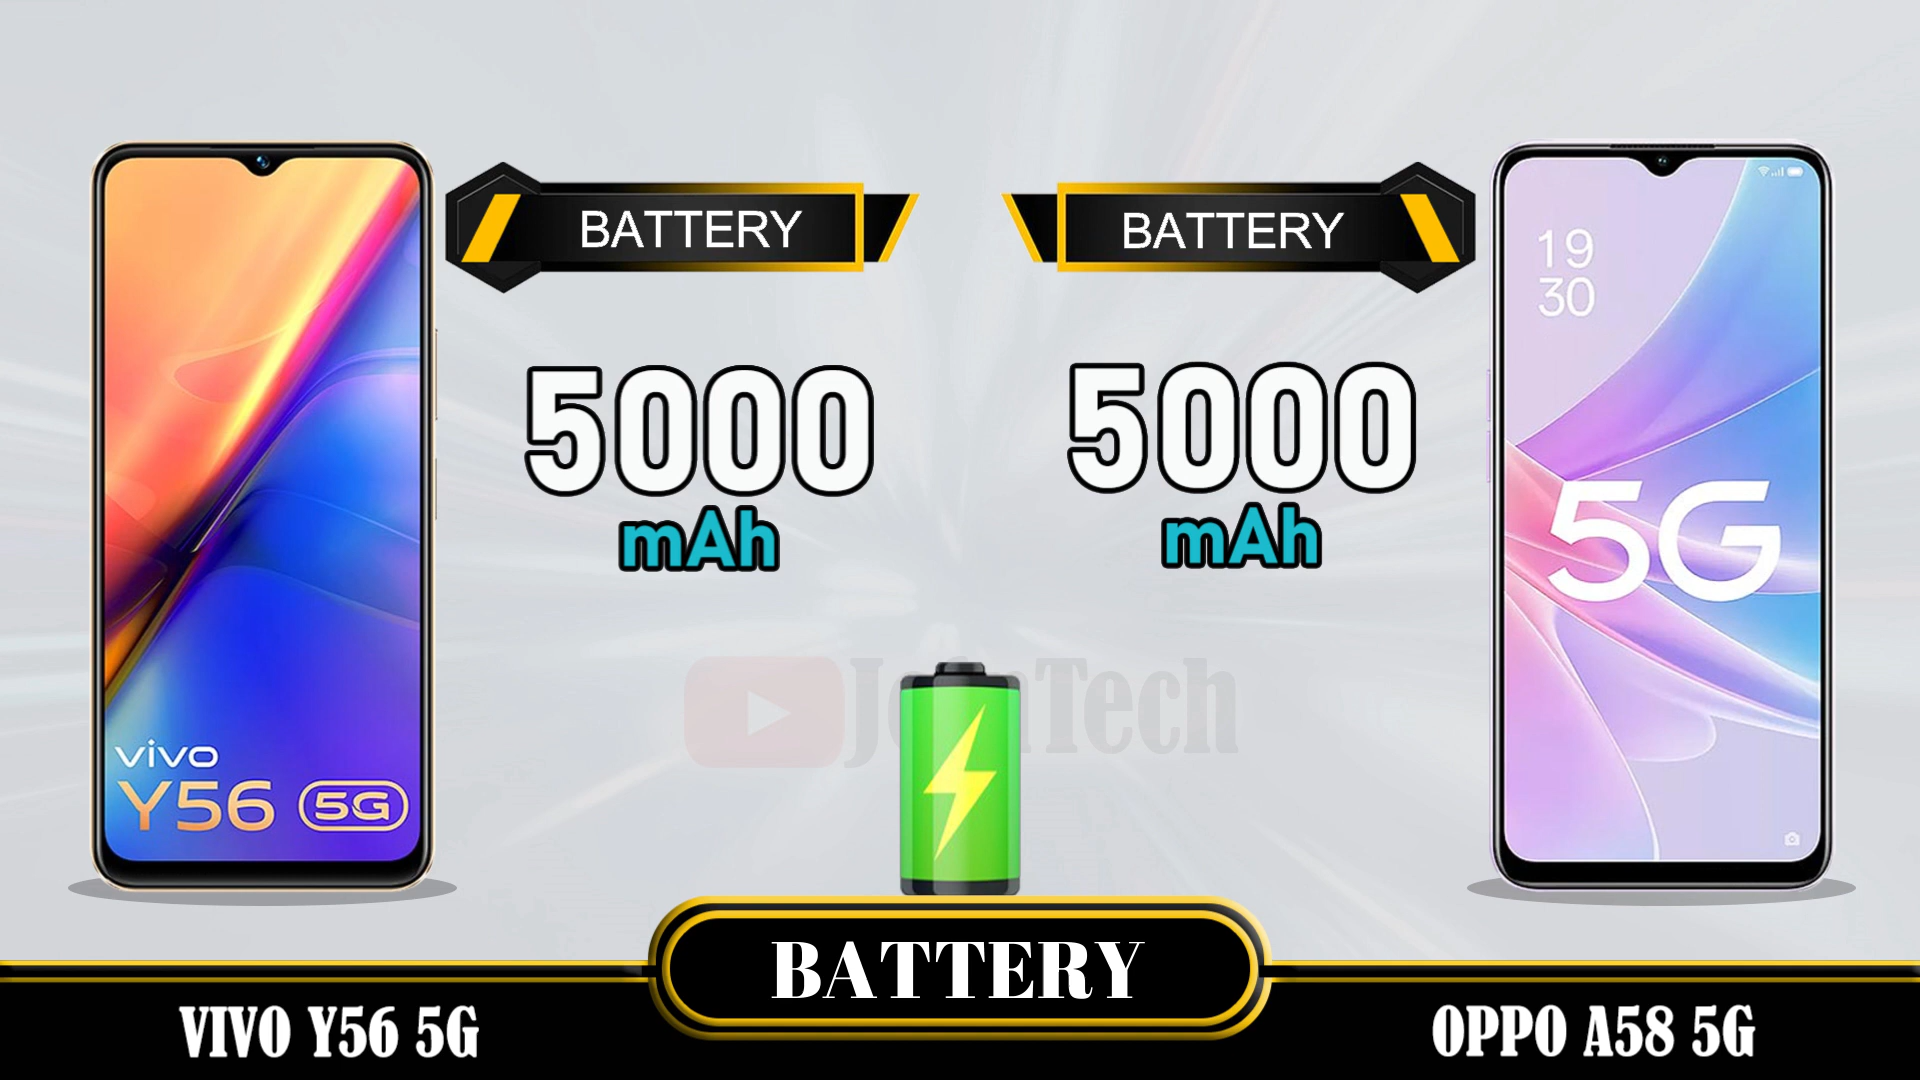 BATTERY
BATTERY
19
30
5000
mAh
5000
mAh
5G
JohnTech
vivo
Y56 5G
BATTERY
VIVO Y56 5G
OPPO A58 5G